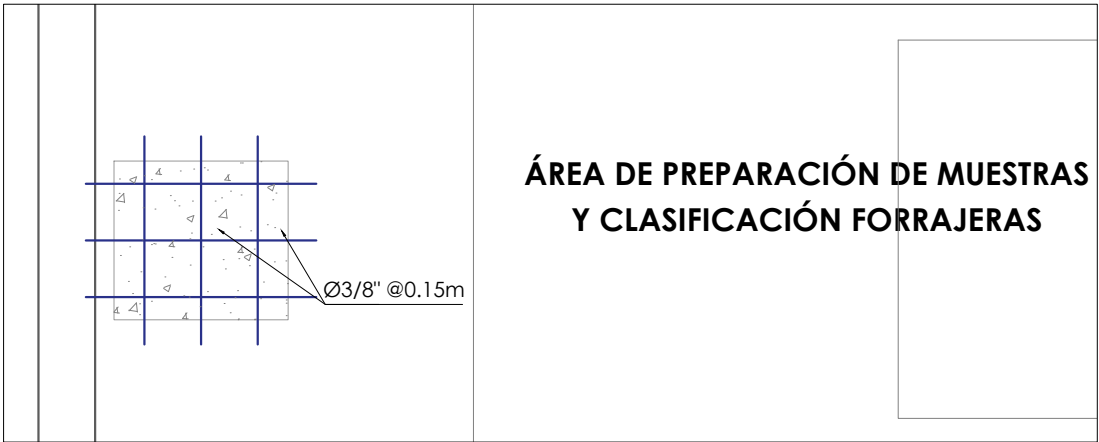 ÁREA DE PREPARACIÓN DE MUESTRAS
Y CLASIFICACIÓN FORRAJERAS
Ø3/8" @0.15m